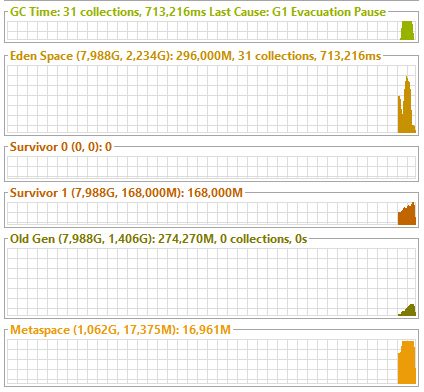 GC Time: 31 collections, 713,216ms Last Cause: G1 Evacuation Pause
Eden Space (7,988G, 2,234G): 296,000M, 31 collections, 713,216ms
Survivor 0 (0, 0): 0
Survivor 1 (7,988G, 168,000M): 168,000M
Old Gen (7,988G, 1,406G): 274,270M, 0 collections, 0s
Metaspace (1,062G, 17,375M): 16,961M